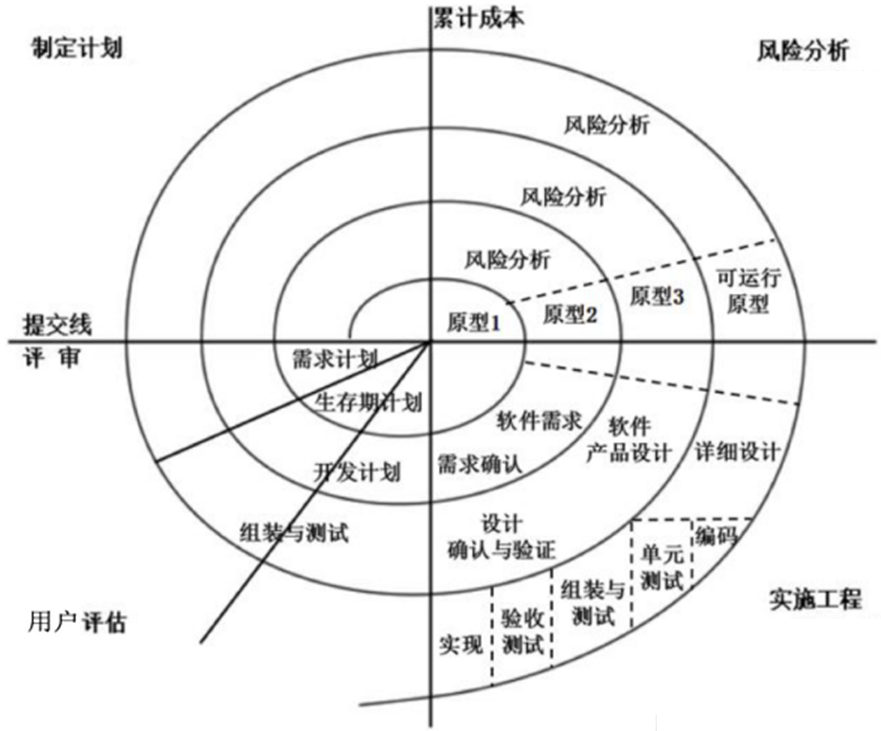 累计成本
制定计划
风险分析
风险分析
风险分析
风险分析
可运行
原型
原型3
原型2
原型1
提交线
评 审
需求计划
生存期计划
软件需求
软件
产品设计
详细设计
开发计划
需求确认
组装与测试
设计
确认与验证
编码
单元
测试
组装与
测试
验收
测试
实现
用户评估
实施工程